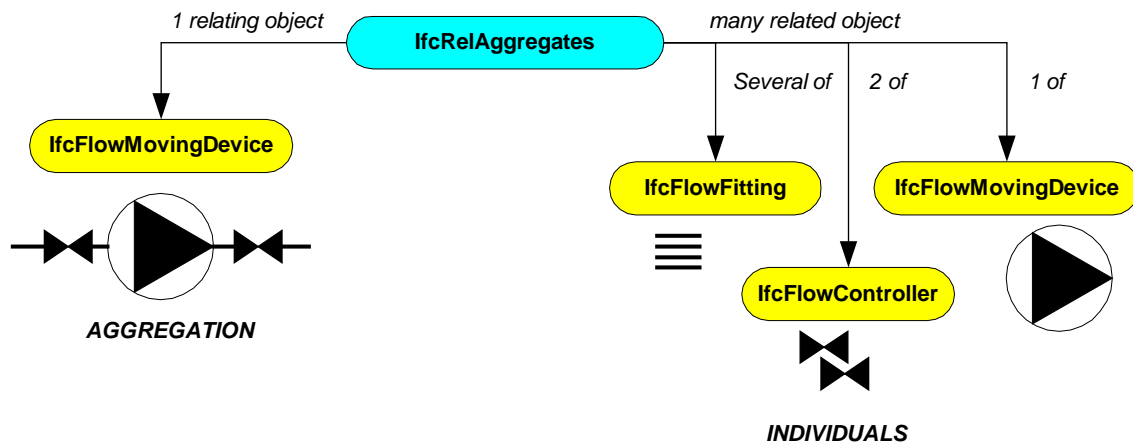 1 relating object
IfcRelAggregates
many related object
Several of
2 of
1 of
IfcFlowMovingDevice
IfcFlowFitting
IfcFlowMovingDevice
IfcFlowController
AGGREGATION
INDIVIDUALS